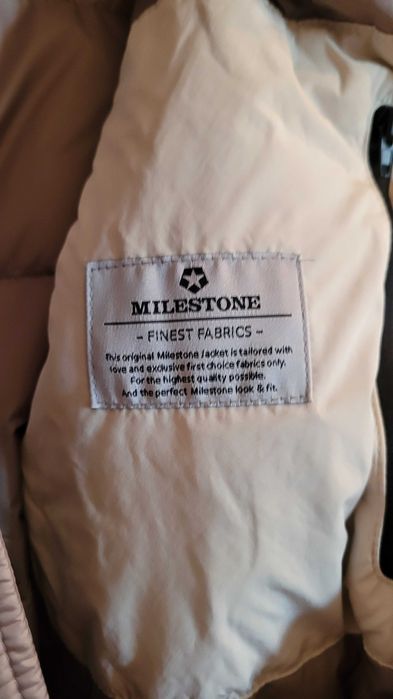 MILESTONE
- FINEST FABRICS -
This original Milestone Jacket is tailored with
love and exclusive first choice fabrics only.
For the highest quality possible.
And the perfect Milestone look & fit.